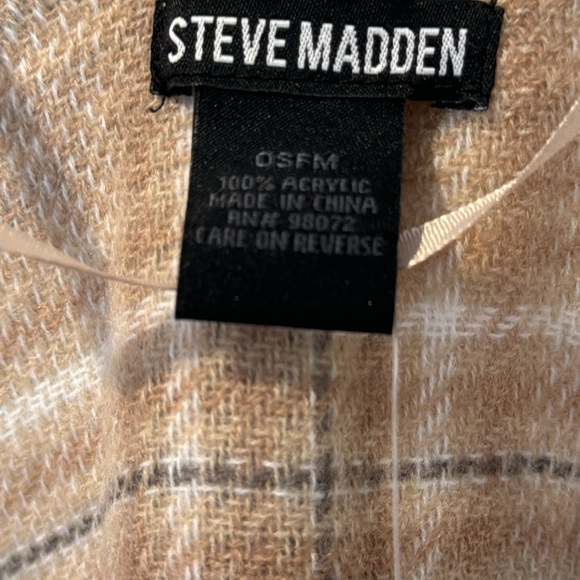 STEVE MADDEN
OSFM
100% ACRYLIC
MADE IN CHINA
RN# 98072
CARE ON REVERSE